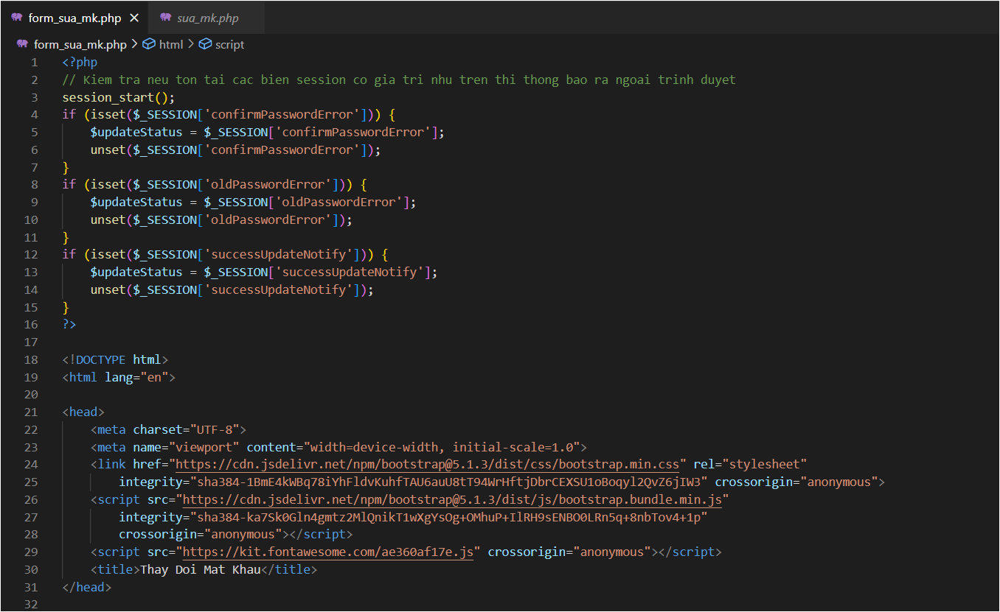 form_sua_mk.php ✕ sua_mk.php
form_sua_mk.php > html > script
1 <?php
2 // Kiem tra neu ton tai cac bien session co gia tri nhu tren thi thong bao ra ngoai trinh duyet
3 session_start();
4 if (isset($_SESSION['confirmPasswordError'])) {
5     $updateStatus = $_SESSION['confirmPasswordError'];
6     unset($_SESSION['confirmPasswordError']);
7 }
8 if (isset($_SESSION['oldPasswordError'])) {
9     $updateStatus = $_SESSION['oldPasswordError'];
10     unset($_SESSION['oldPasswordError']);
11 }
12 if (isset($_SESSION['successUpdateNotify'])) {
13     $updateStatus = $_SESSION['successUpdateNotify'];
14     unset($_SESSION['successUpdateNotify']);
15 }
16 ?>
17
18 <!DOCTYPE html>
19 <html lang="en">
20
21 <head>
22     <meta charset="UTF-8">
23     <meta name="viewport" content="width=device-width, initial-scale=1.0">
24     <link href="https://cdn.jsdelivr.net/npm/bootstrap@5.1.3/dist/css/bootstrap.min.css" rel="stylesheet"
25         integrity="sha384-1BmE4kWBq78iYhFldvKuhfTAU6auU8tT94WrHftjDbrCEXSU1oBoqyl2QvZ6jIW3" crossorigin="anonymous">
26     <script src="https://cdn.jsdelivr.net/npm/bootstrap@5.1.3/dist/js/bootstrap.bundle.min.js"
27         integrity="sha384-ka7Sk0Gln4gmtz2MlQnikT1wXgYsOg+OMhuP+IlRH9sENBO0LRn5q+8nbTov4+1p"
28         crossorigin="anonymous"></script>
29     <script src="https://kit.fontawesome.com/ae360af17e.js" crossorigin="anonymous"></script>
30     <title>Thay Doi Mat Khau</title>
31 </head>
32